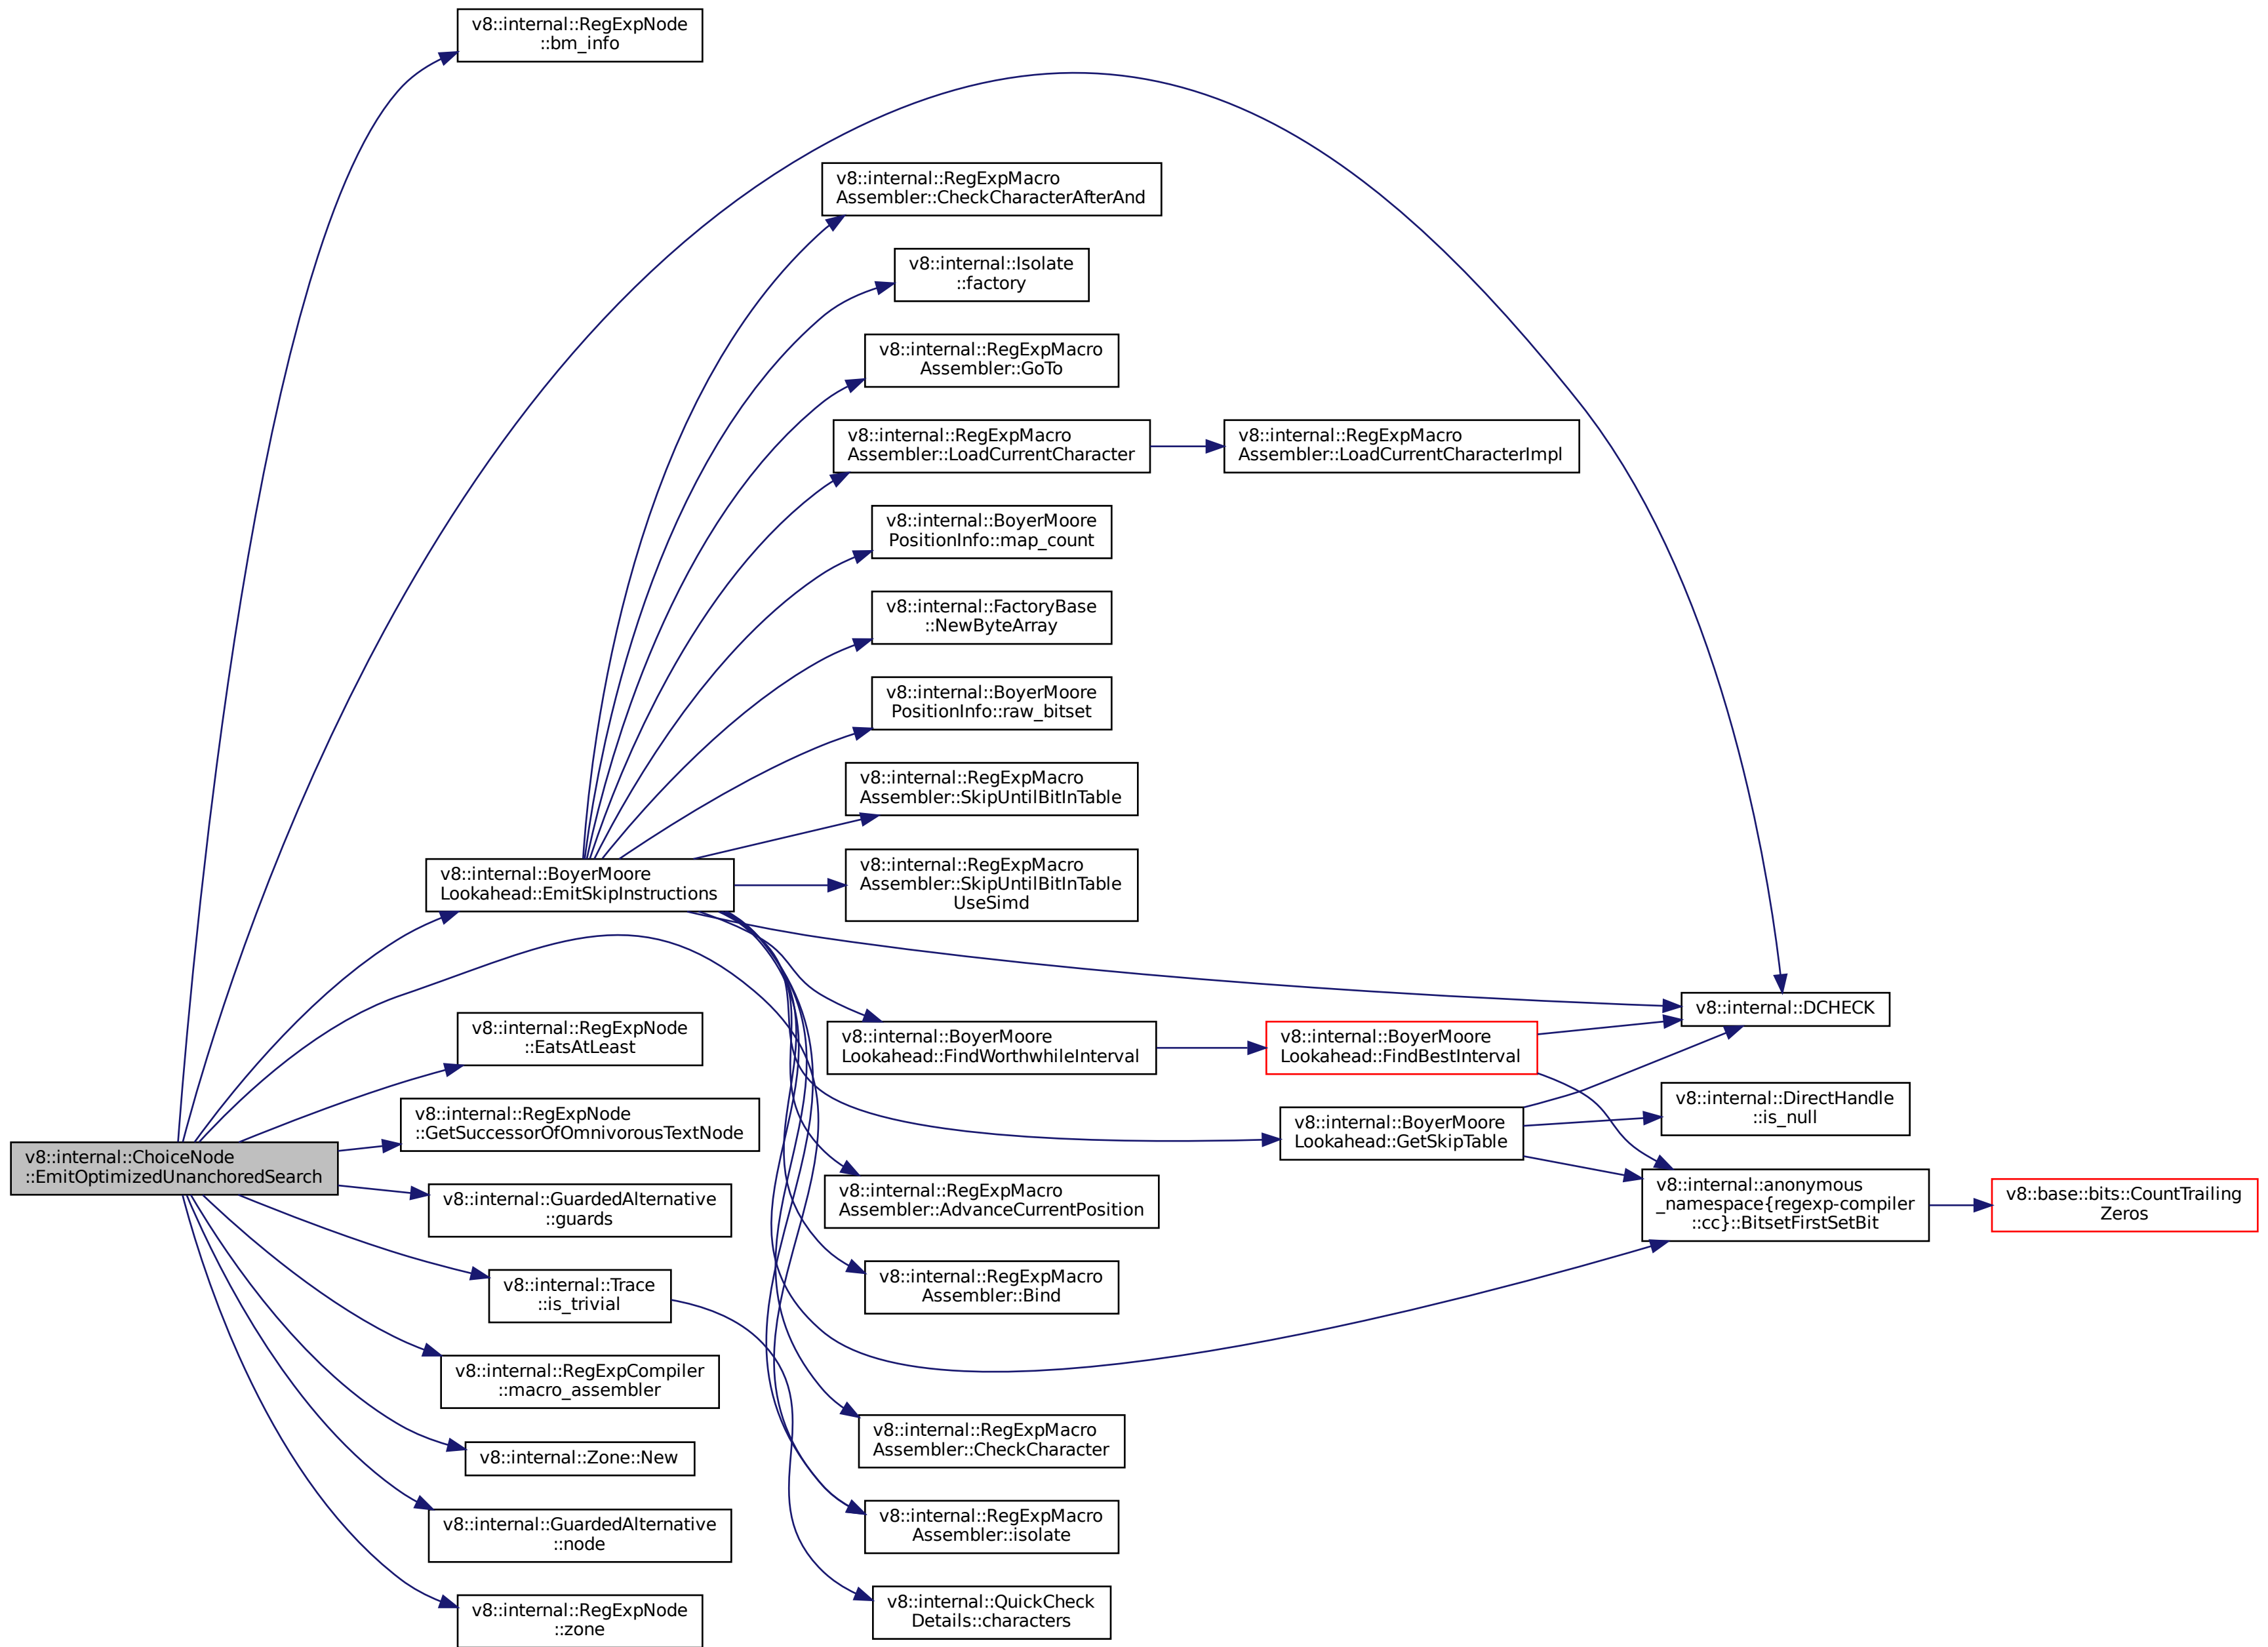 v8::internal::RegExpNode
::bm_info
v8::internal::RegExpMacro
Assembler::CheckCharacterAfterAnd
v8::internal::Isolate
::factory
v8::internal::RegExpMacro
Assembler::GoTo
v8::internal::RegExpMacro
Assembler::LoadCurrentCharacter
v8::internal::RegExpMacro
Assembler::LoadCurrentCharacterImpl
v8::internal::BoyerMoore
PositionInfo::map_count
v8::internal::FactoryBase
::NewByteArray
v8::internal::BoyerMoore
PositionInfo::raw_bitset
v8::internal::RegExpMacro
Assembler::SkipUntilBitInTable
v8::internal::BoyerMoore
Lookahead::EmitSkipInstructions
v8::internal::RegExpMacro
Assembler::SkipUntilBitInTable
UseSimd
v8::internal::DCHECK
v8::internal::RegExpNode
::EatsAtLeast
v8::internal::BoyerMoore
Lookahead::FindWorthwhileInterval
v8::internal::BoyerMoore
Lookahead::FindBestInterval
v8::internal::DirectHandle
::is_null
v8::internal::RegExpNode
::GetSuccessorOfOmnivorousTextNode
v8::internal::BoyerMoore
Lookahead::GetSkipTable
v8::internal::ChoiceNode
::EmitOptimizedUnanchoredSearch
v8::internal::GuardedAlternative
::guards
v8::internal::RegExpMacro
Assembler::AdvanceCurrentPosition
v8::internal::anonymous
_namespace{regexp-compiler
::cc}::BitsetFirstSetBit
v8::base::bits::CountTrailing
Zeros
v8::internal::Trace
::is_trivial
v8::internal::RegExpMacro
Assembler::Bind
v8::internal::RegExpCompiler
::macro_assembler
v8::internal::Zone::New
v8::internal::RegExpMacro
Assembler::CheckCharacter
v8::internal::GuardedAlternative
::node
v8::internal::RegExpMacro
Assembler::isolate
v8::internal::RegExpNode
::zone
v8::internal::QuickCheck
Details::characters